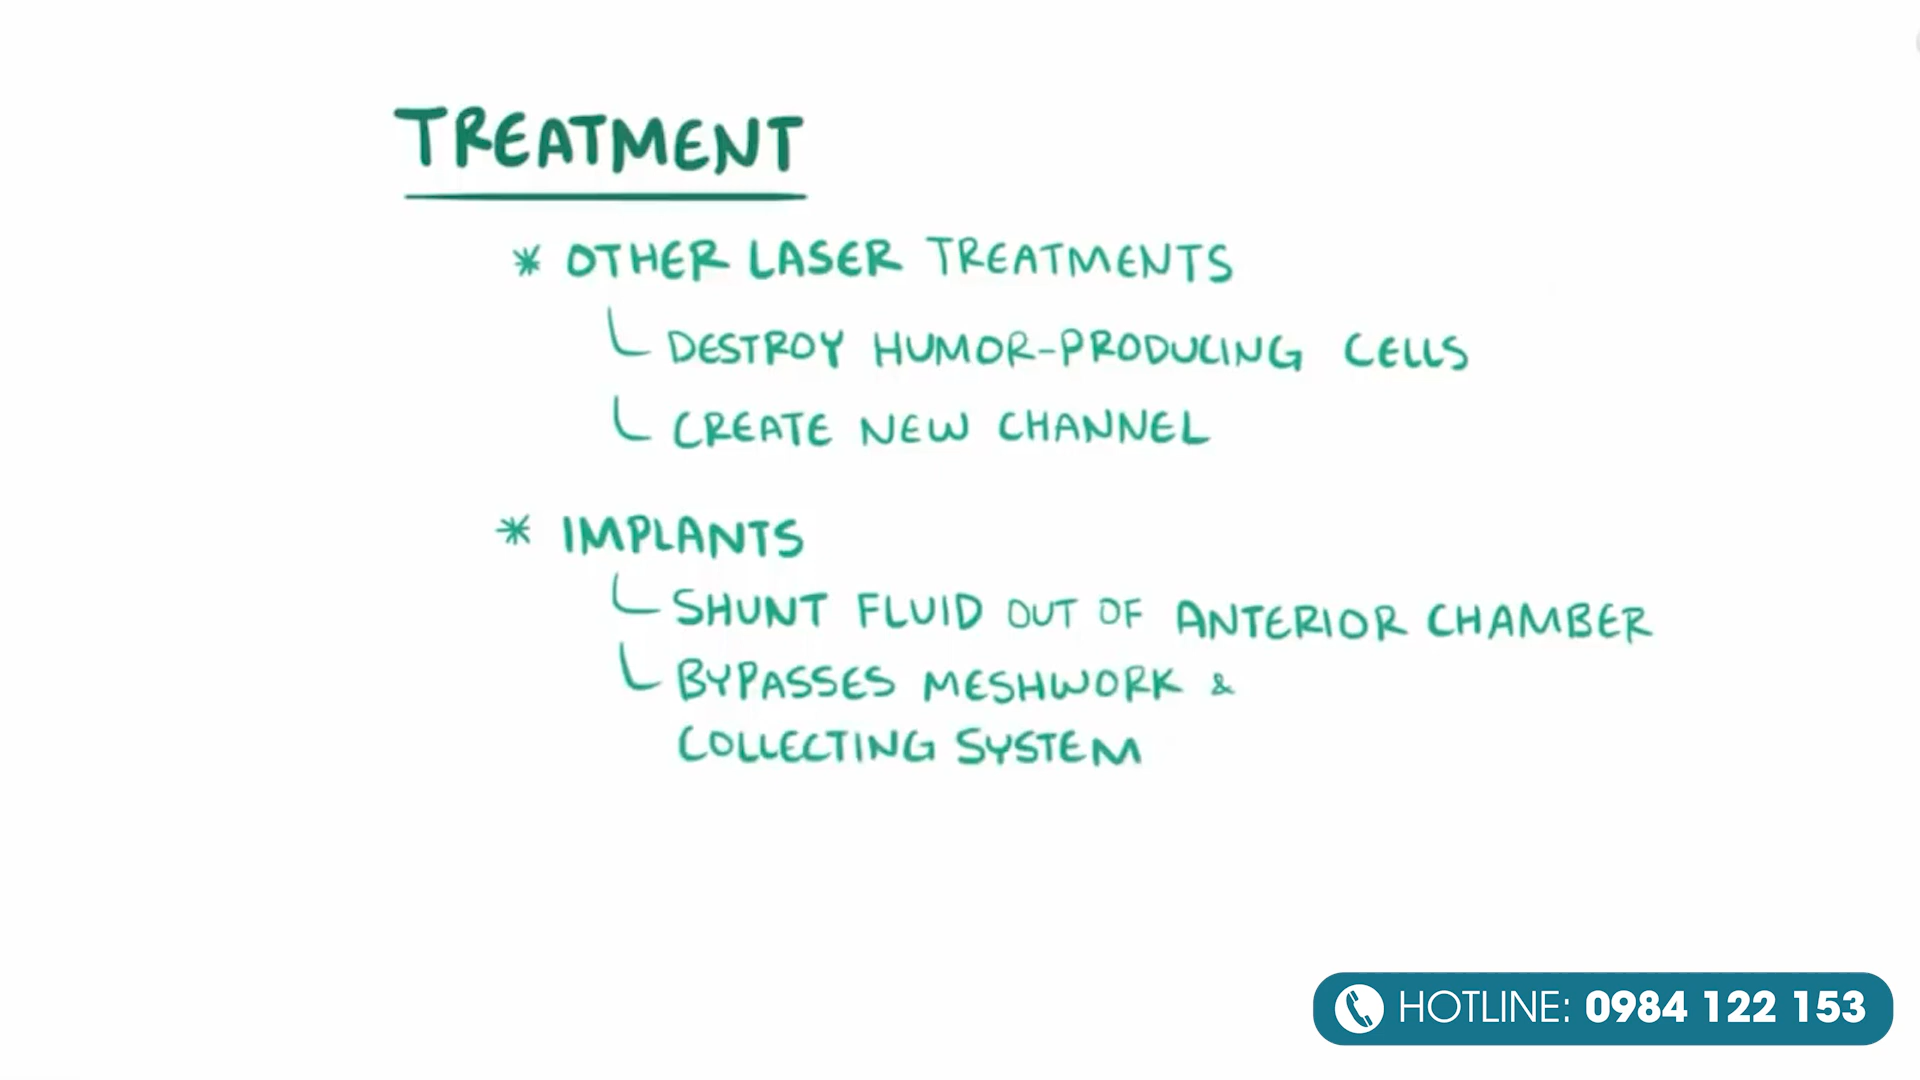 TREATMENT
* OTHER LASER TREATMENTS
DESTROY HUMOR-PRODUCING CELLS
CREATE NEW CHANNEL
* IMPLANTS
SHUNT FLUID OUT OF ANTERIOR CHAMBER
BYPASSES MESHWORK &
COLLECTING SYSTEM
HOTLINE: 0984 122 153